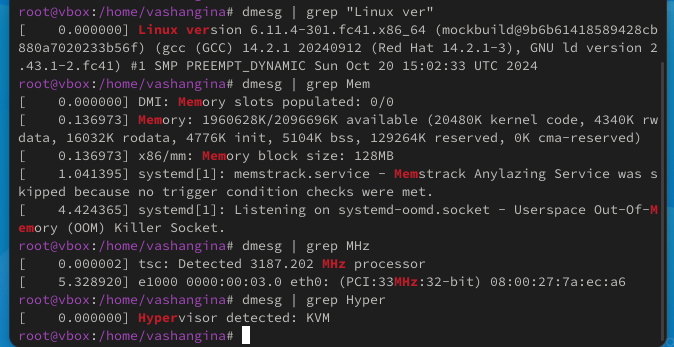 root@vbox:/home/vashangina# dmesg | grep "Linux ver"
[    0.000000] Linux version 6.11.4-301.fc41.x86_64 (mockbuild@9b6b61418589428cb
880a7020233b56f) (gcc (GCC) 14.2.1 20240912 (Red Hat 14.2.1-3), GNU ld version 2
.43.1-2.fc41) #1 SMP PREEMPT_DYNAMIC Sun Oct 20 15:02:33 UTC 2024
root@vbox:/home/vashangina# dmesg | grep Mem
[    0.000000] DMI: Memory slots populated: 0/0
[    0.136973] Memory: 1960628K/2096696K available (20480K kernel code, 4340K rw
data, 16032K rodata, 4776K init, 5104K bss, 129264K reserved, 0K cma-reserved)
[    0.136973] x86/mm: Memory block size: 128MB
[    1.041395] systemd[1]: memstrack.service - Memstrack Anylazing Service was s
kipped because no trigger condition checks were met.
[    4.424365] systemd[1]: Listening on systemd-oomd.socket - Userspace Out-Of-M
emory (OOM) Killer Socket.
root@vbox:/home/vashangina# dmesg | grep MHz
[    0.000002] tsc: Detected 3187.202 MHz processor
[    5.328920] e1000 0000:00:03.0 eth0: (PCI:33MHz:32-bit) 08:00:27:7a:ec:a6
root@vbox:/home/vashangina# dmesg | grep Hyper
[    0.000000] Hypervisor detected: KVM
root@vbox:/home/vashangina#